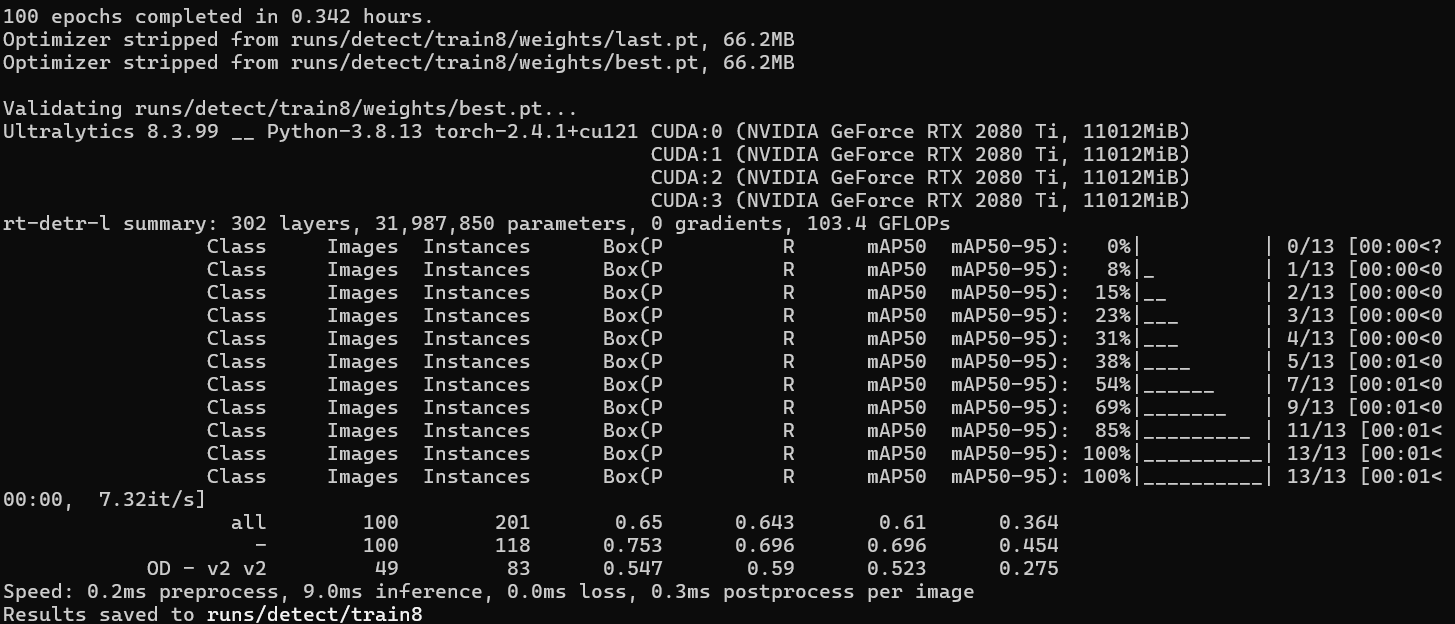 100 epochs completed in 0.342 hours.
Optimizer stripped from runs/detect/train8/weights/last.pt, 66.2MB
Optimizer stripped from runs/detect/train8/weights/best.pt, 66.2MB
Validating runs/detect/train8/weights/best.pt...
Ultralytics 8.3.99 __ Python-3.8.13 torch-2.4.1+cu121 CUDA:0 (NVIDIA GeForce RTX 2080 Ti, 11012MiB)
CUDA:1 (NVIDIA GeForce RTX 2080 Ti, 11012MiB)
CUDA:2 (NVIDIA GeForce RTX 2080 Ti, 11012MiB)
CUDA:3 (NVIDIA GeForce RTX 2080 Ti, 11012MiB)
rt-detr-l summary: 302 layers, 31,987,850 parameters, 0 gradients, 103.4 GFLOPs
Class Images Instances Box(P R mAP50 mAP50-95): 0%| | 0/13 [00:00<?
Class Images Instances Box(P R mAP50 mAP50-95): 8%|_ | 1/13 [00:00<0
Class Images Instances Box(P R mAP50 mAP50-95): 15%|__ | 2/13 [00:00<0
Class Images Instances Box(P R mAP50 mAP50-95): 23%|___ | 3/13 [00:00<0
Class Images Instances Box(P R mAP50 mAP50-95): 31%|___ | 4/13 [00:00<0
Class Images Instances Box(P R mAP50 mAP50-95): 38%|____ | 5/13 [00:01<0
Class Images Instances Box(P R mAP50 mAP50-95): 54%|______ | 7/13 [00:01<0
Class Images Instances Box(P R mAP50 mAP50-95): 69%|_______ | 9/13 [00:01<0
Class Images Instances Box(P R mAP50 mAP50-95): 85%|_________ | 11/13 [00:01<
Class Images Instances Box(P R mAP50 mAP50-95): 100%|__________| 13/13 [00:01<
Class Images Instances Box(P R mAP50 mAP50-95): 100%|__________| 13/13 [00:01<
00:00, 7.32it/s]
all 100 201 0.65 0.643 0.61 0.364
- 100 118 0.753 0.696 0.696 0.454
OD - v2 v2 49 83 0.547 0.59 0.523 0.275
Speed: 0.2ms preprocess, 9.0ms inference, 0.0ms loss, 0.3ms postprocess per image
Results saved to runs/detect/train8